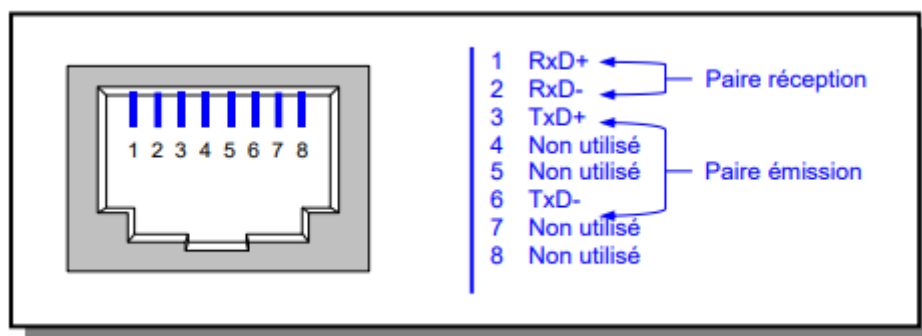 1 2 3 4 5 6 7 8
1 RxD+
2 RxD-
Paire réception
3 TxD+
4 Non utilisé
5 Non utilisé
Paire émission
6 TxD-
7 Non utilisé
8 Non utilisé